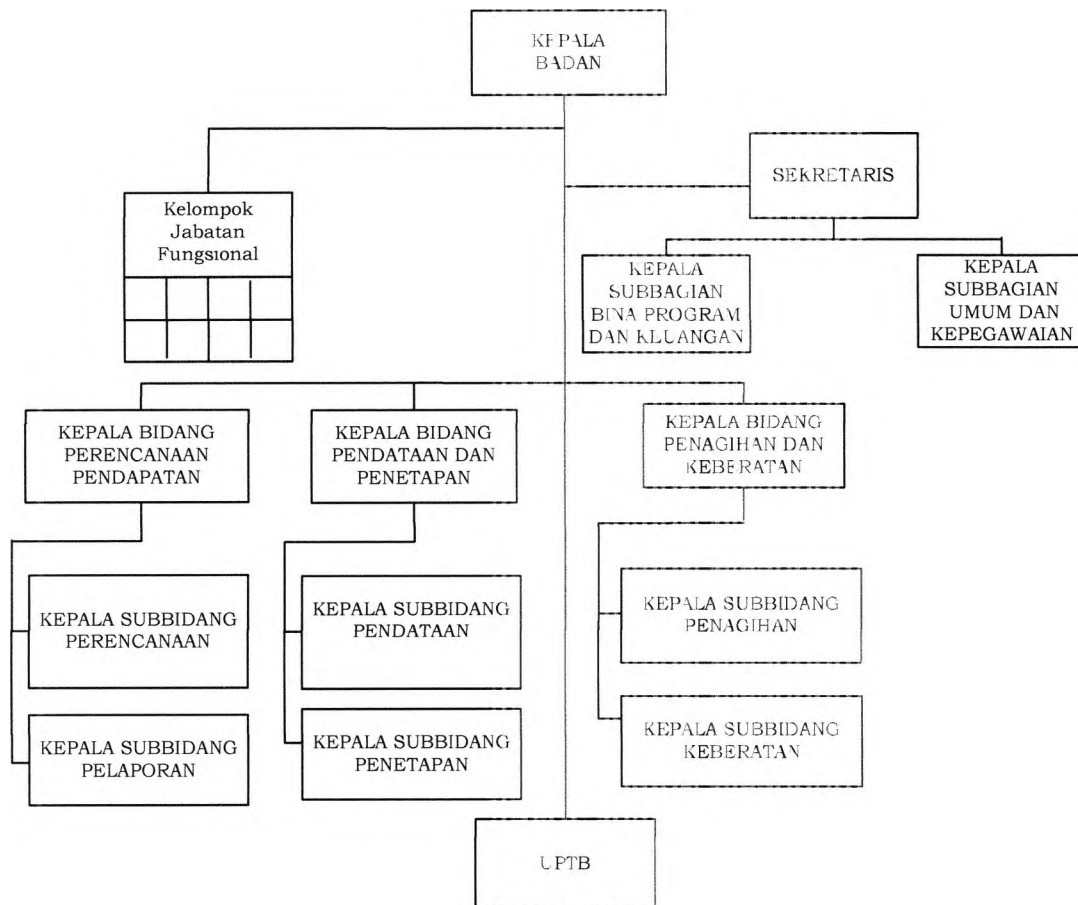 KEPALA
BADAN
SEKRETARIS
Kelompok
Jabatan
Fungsional
KEPALA
SUBBAGIAN
BINA PROGRAM
DAN KEUANGAN
KEPALA
SUBBAGIAN
UMUM DAN
KEPEGAWAIAN
KEPALA BIDANG
PERENCANAAN
PENDAPATAN
KEPALA BIDANG
PENDATAAN DAN
PENETAPAN
KEPALA BIDANG
PENAGIHAN DAN
KEBERATAN
KEPALA SUBBIDANG
PERENCANAAN
KEPALA SUBBIDANG
PENDATAAN
KEPALA SUBBIDANG
PENAGIHAN
KEPALA SUBBIDANG
PELAPORAN
KEPALA SUBBIDANG
PENETAPAN
KEPALA SUBBIDANG
KEBERATAN
UPTB